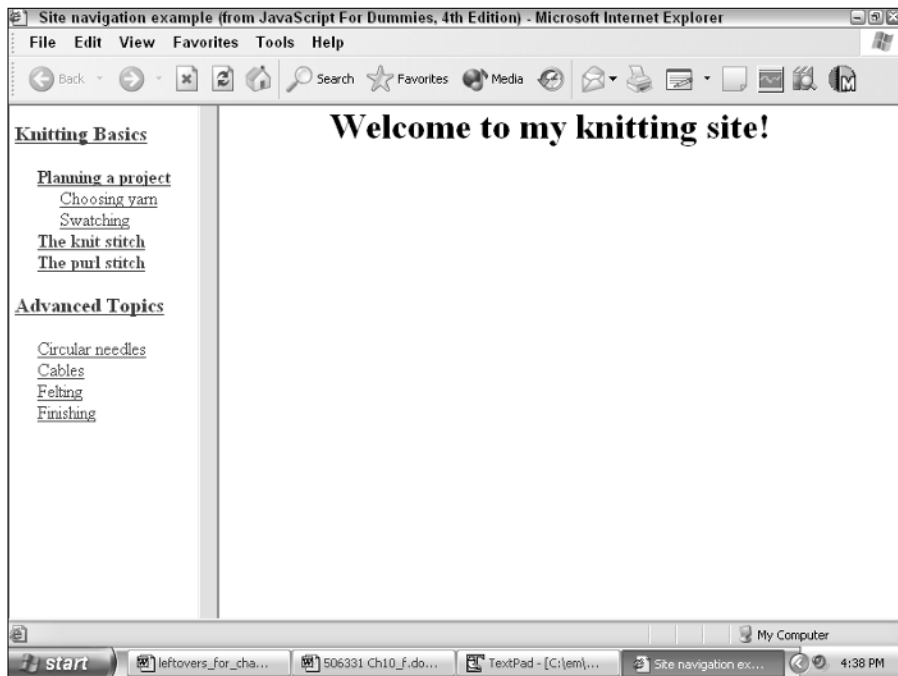 Site navigation example (from JavaScript For Dummies, 4th Edition) - Microsoft Internet Explorer
File Edit View Favorites Tools Help
Back Search Favorites Media
Knitting Basics
Planning a project
Choosing yarn
Swatching
The knit stitch
The purl stitch
Advanced Topics
Circular needles
Cables
Felting
Finishing
Welcome to my knitting site!
My Computer
start leftovers_for_cha... 506331 Ch10_f.do... TextPad - [C:\em\... Site navigation ex... 4:38 PM